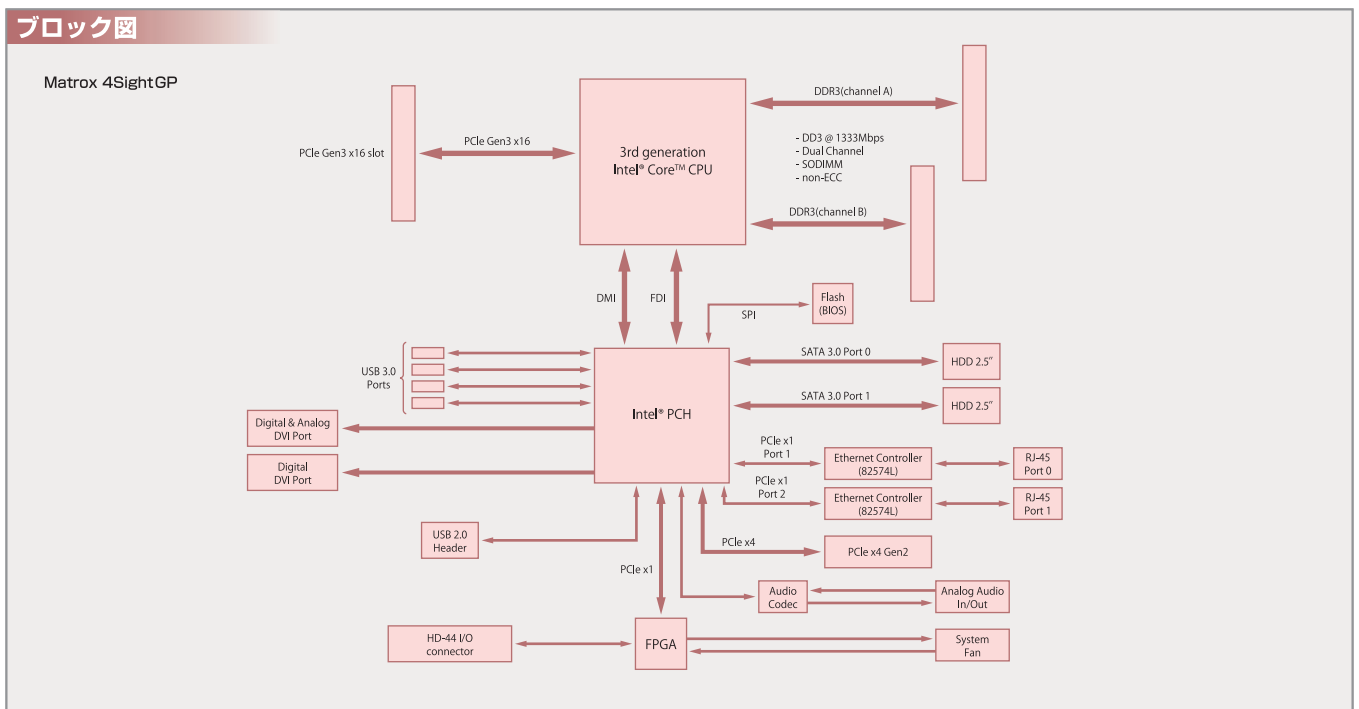 ブロック図
Matrox 4SightGP
DDR3(channel A)
PCIe Gen3 x16
PCIe Gen3 x16 slot
3rd generation
Intel® Core™ CPU
- DD3 @ 1333Mbps
- Dual Channel
- SODIMM
- non-ECC
DDR3(channel B)
DMI
FDI
SPI
Flash
(BIOS)
USB 3.0
Ports
SATA 3.0 Port 0
HDD 2.5"
SATA 3.0 Port 1
HDD 2.5"
Intel® PCH
Digital & Analog
DVI Port
Digital
DVI Port
PCIe x1
Port 1
Ethernet Controller
(82574L)
RJ-45
Port 0
PCIe x1
Port 2
Ethernet Controller
(82574L)
RJ-45
Port 1
USB 2.0
Header
PCIe x4
PCIe x4 Gen2
PCIe x1
Audio
Codec
Analog Audio
In/Out
HD-44 I/O
connector
FPGA
System
Fan